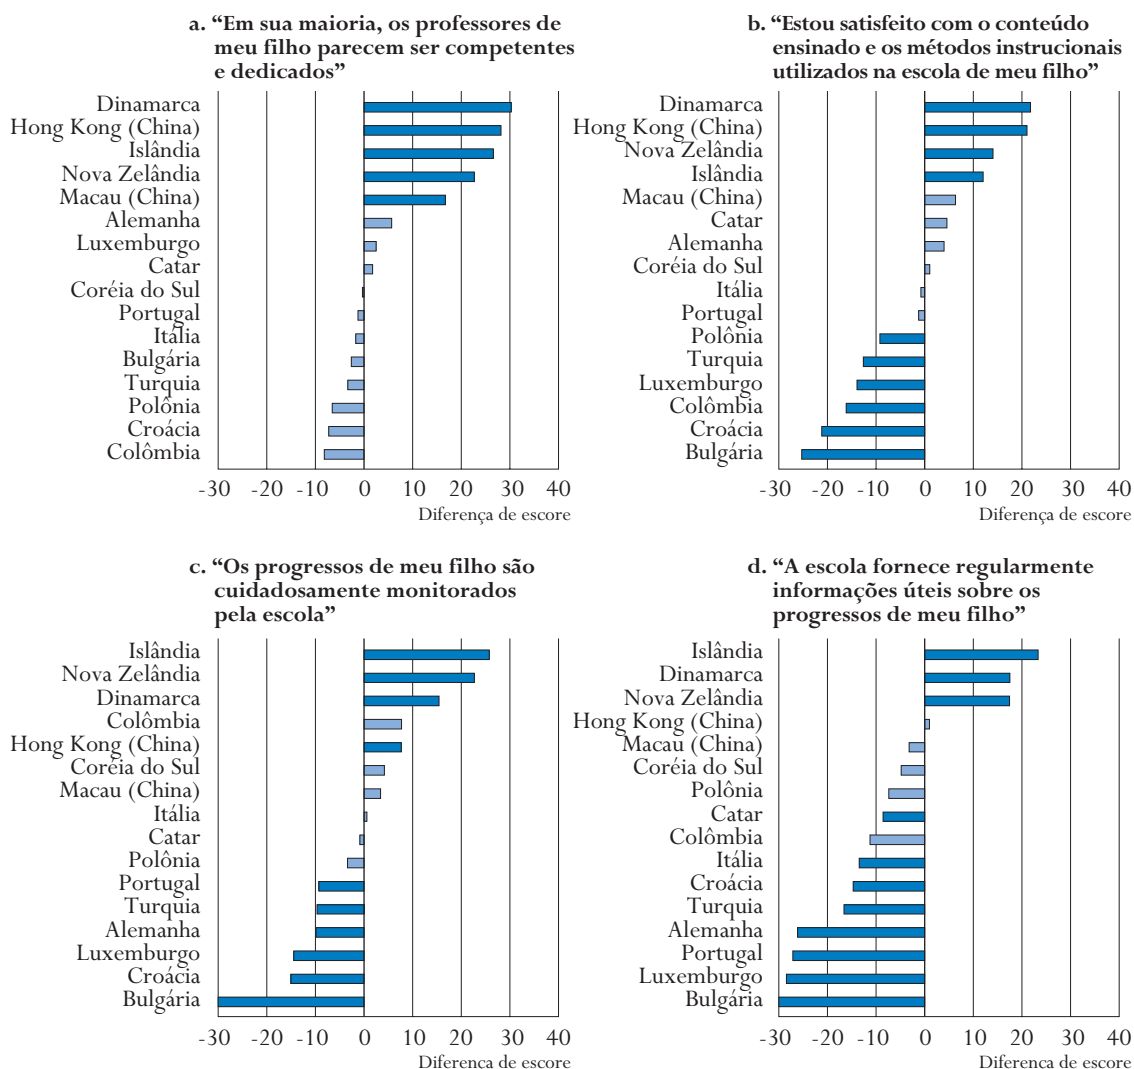 a. “Em sua maioria, os professores de
meu filho parecem ser competentes
e dedicados”
Dinamarca
Hong Kong (China)
Islândia
Nova Zelândia
Macau (China)
Alemanha
Luxemburgo
Catar
Coréia do Sul
Portugal
Itália
Bulgária
Turquia
Polônia
Croácia
Colômbia
-30 -20 -10 0 10 20 30 40
Diferença de escore
b. “Estou satisfeito com o conteúdo
ensinado e os métodos instrucionais
utilizados na escola de meu filho”
Dinamarca
Hong Kong (China)
Nova Zelândia
Islândia
Macau (China)
Catar
Alemanha
Coréia do Sul
Itália
Portugal
Polônia
Turquia
Luxemburgo
Colômbia
Croácia
Bulgária
-30 -20 -10 0 10 20 30 40
Diferença de escore
c. “Os progressos de meu filho são
cuidadosamente monitorados
pela escola”
Islândia
Nova Zelândia
Dinamarca
Colômbia
Hong Kong (China)
Coréia do Sul
Macau (China)
Itália
Catar
Polônia
Portugal
Turquia
Alemanha
Luxemburgo
Croácia
Bulgária
-30 -20 -10 0 10 20 30 40
Diferenca de escore
d. “A escola fornece regularmente
informações úteis sobre os
progressos de meu filho”
Islândia
Dinamarca
Nova Zelândia
Hong Kong (China)
Macau (China)
Coréia do Sul
Polônia
Catar
Colômbia
Itália
Croácia
Turquia
Alemanha
Portugal
Luxemburgo
Bulgária
-30 -20 -10 0 10 20 30 40
Diferenca de escore